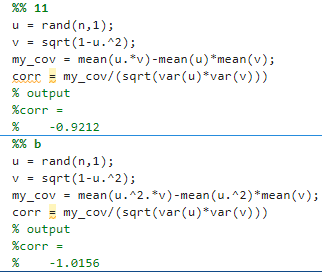 %% 11
u = rand(n,1);
v = sqrt(1-u.^2);
my_cov = mean(u.*v)-mean(u)*mean(v);
corr = my_cov/(sqrt(var(u)*var(v)))
% output
%corr =
%    -0.9212
%% b
u = rand(n,1);
v = sqrt(1-u.^2);
my_cov = mean(u.^2.*v)-mean(u.^2)*mean(v);
corr = my_cov/(sqrt(var(u)*var(v)))
% output
%corr =
%    -1.0156